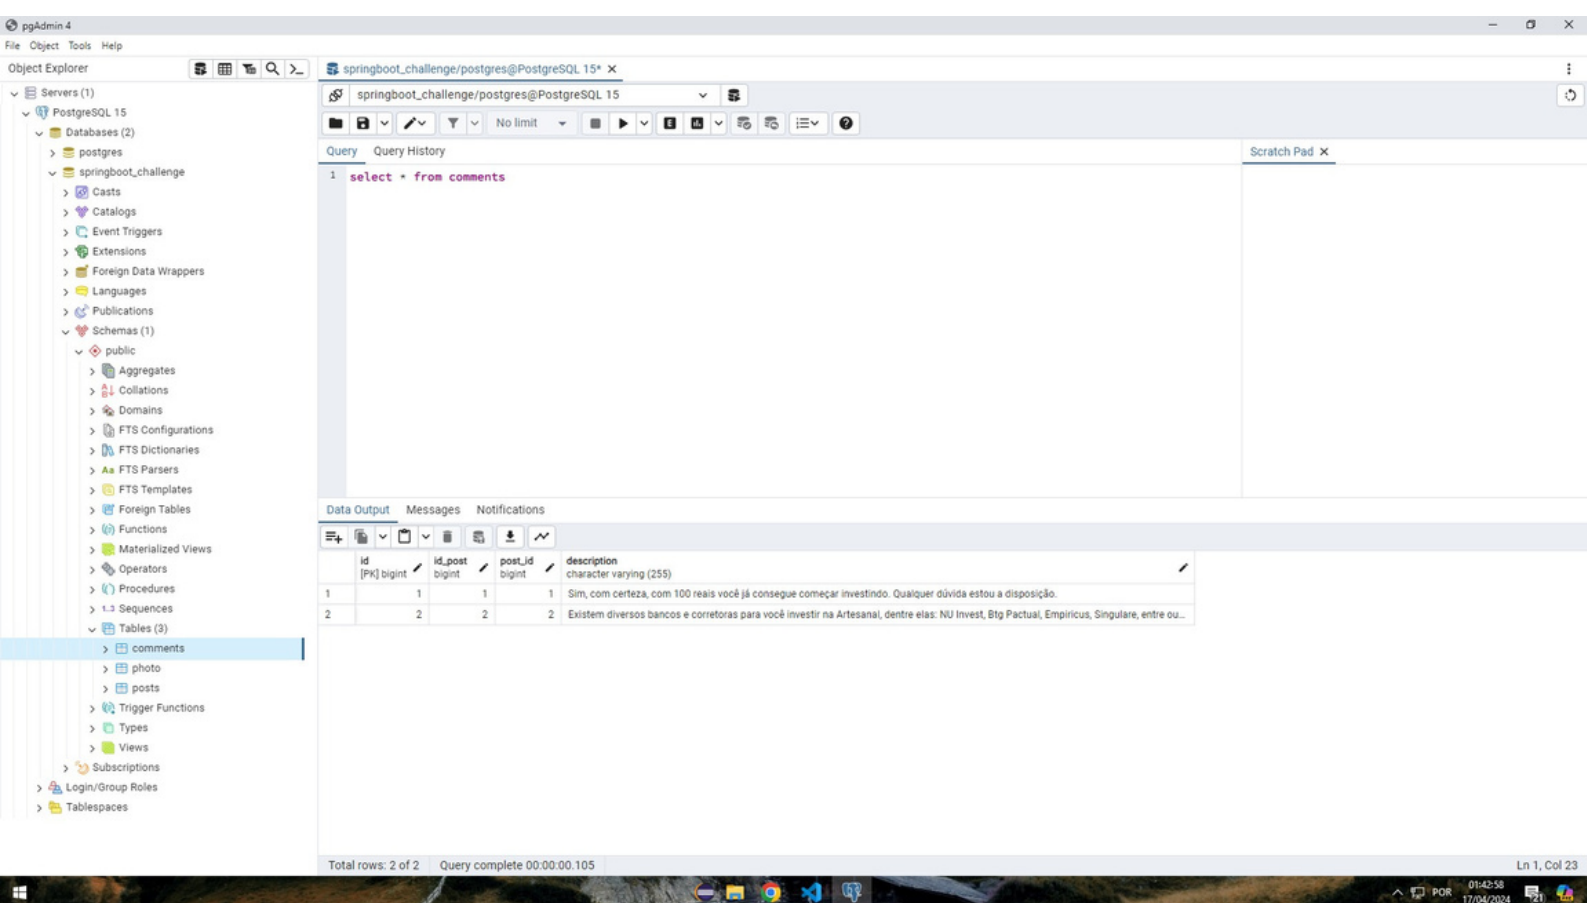 pgAdmin 4
File Object Tools Help
Object Explorer
Servers (1)
PostgreSQL 15
Databases (2)
postgres
springboot_challenge
Casts
Catalogs
Event Triggers
Extensions
Foreign Data Wrappers
Languages
Publications
Schemas (1)
public
Aggregates
Collations
Domains
FTS Configurations
FTS Dictionaries
Aa FTS Parsers
FTS Templates
Foreign Tables
Functions
Materialized Views
Operators
Procedures
1..3 Sequences
Tables (3)
comments
photo
posts
Trigger Functions
Types
Views
Subscriptions
Login/Group Roles
Tablespaces
springboot_challenge/postgres@PostgreSQL 15*
springboot_challenge/postgres@PostgreSQL 15
No limit
Query Query History
Scratch Pad
1 select * from comments
Data Output Messages Notifications
id id_post post_id description
[PK] bigint bigint bigint character varying (255)
1 1 1 1 Sim, com certeza, com 100 reais você já consegue começar investindo. Qualquer dúvida estou a disposição.
2 2 2 2 Existem diversos bancos e corretoras para você investir na Artesanal, dentre elas: NU Invest, Btg Pactual, Empiricus, Singulare, entre ou...
Total rows: 2 of 2 Query complete 00:00:00.105 Ln 1, Col 23
POR 01:42:58
17/04/2024
21